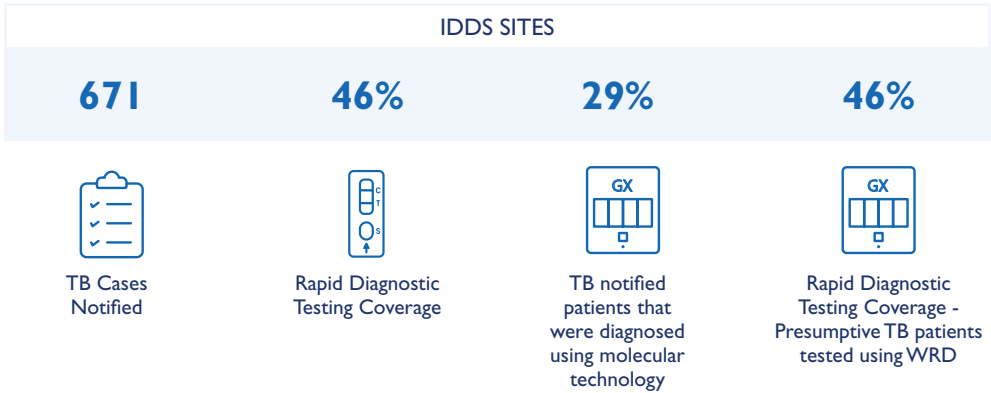 IDDS SITES
671 46% 29% 46%
C
T
S
GX
GX
TB Cases
Notified
Rapid Diagnostic
Testing Coverage
TB notified
patients that
were diagnosed
using molecular
technology
Rapid Diagnostic
Testing Coverage -
Presumptive TB patients
tested using WRD